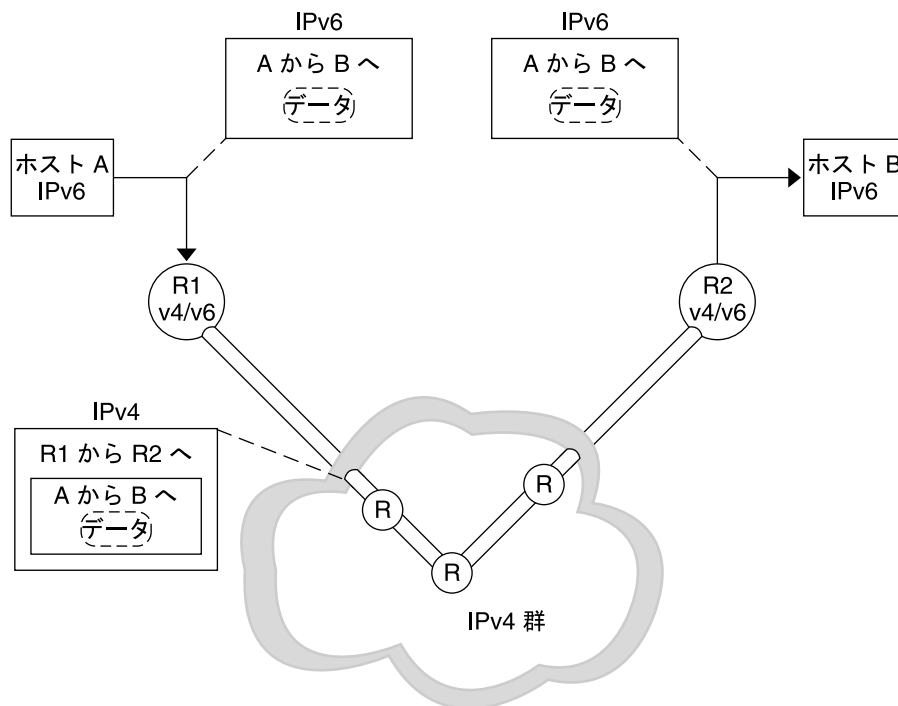 IPv6
A から B へ
データ
IPv6
A から B へ
データ
ホスト A
IPv6
ホスト B
IPv6
R1
v4/v6
R2
v4/v6
IPv4
R1 から R2 へ
A から B へ
データ
R
R
R
IPv4 群